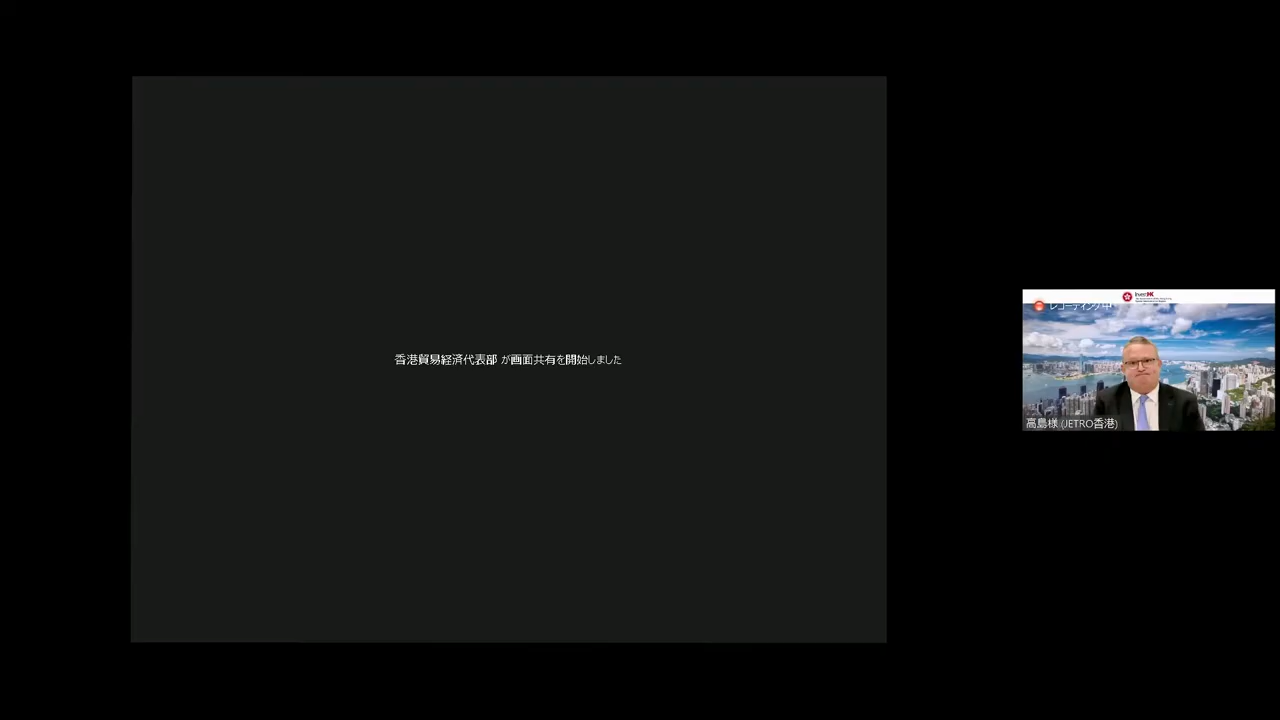 香港貿易経済代表部 が画面共有を開始しました
InvestHK
レコーディング中
高島様 (JETRO香港)